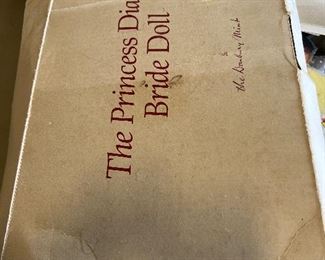 The Princess Dia
Bride Doll
the Danbury Mint